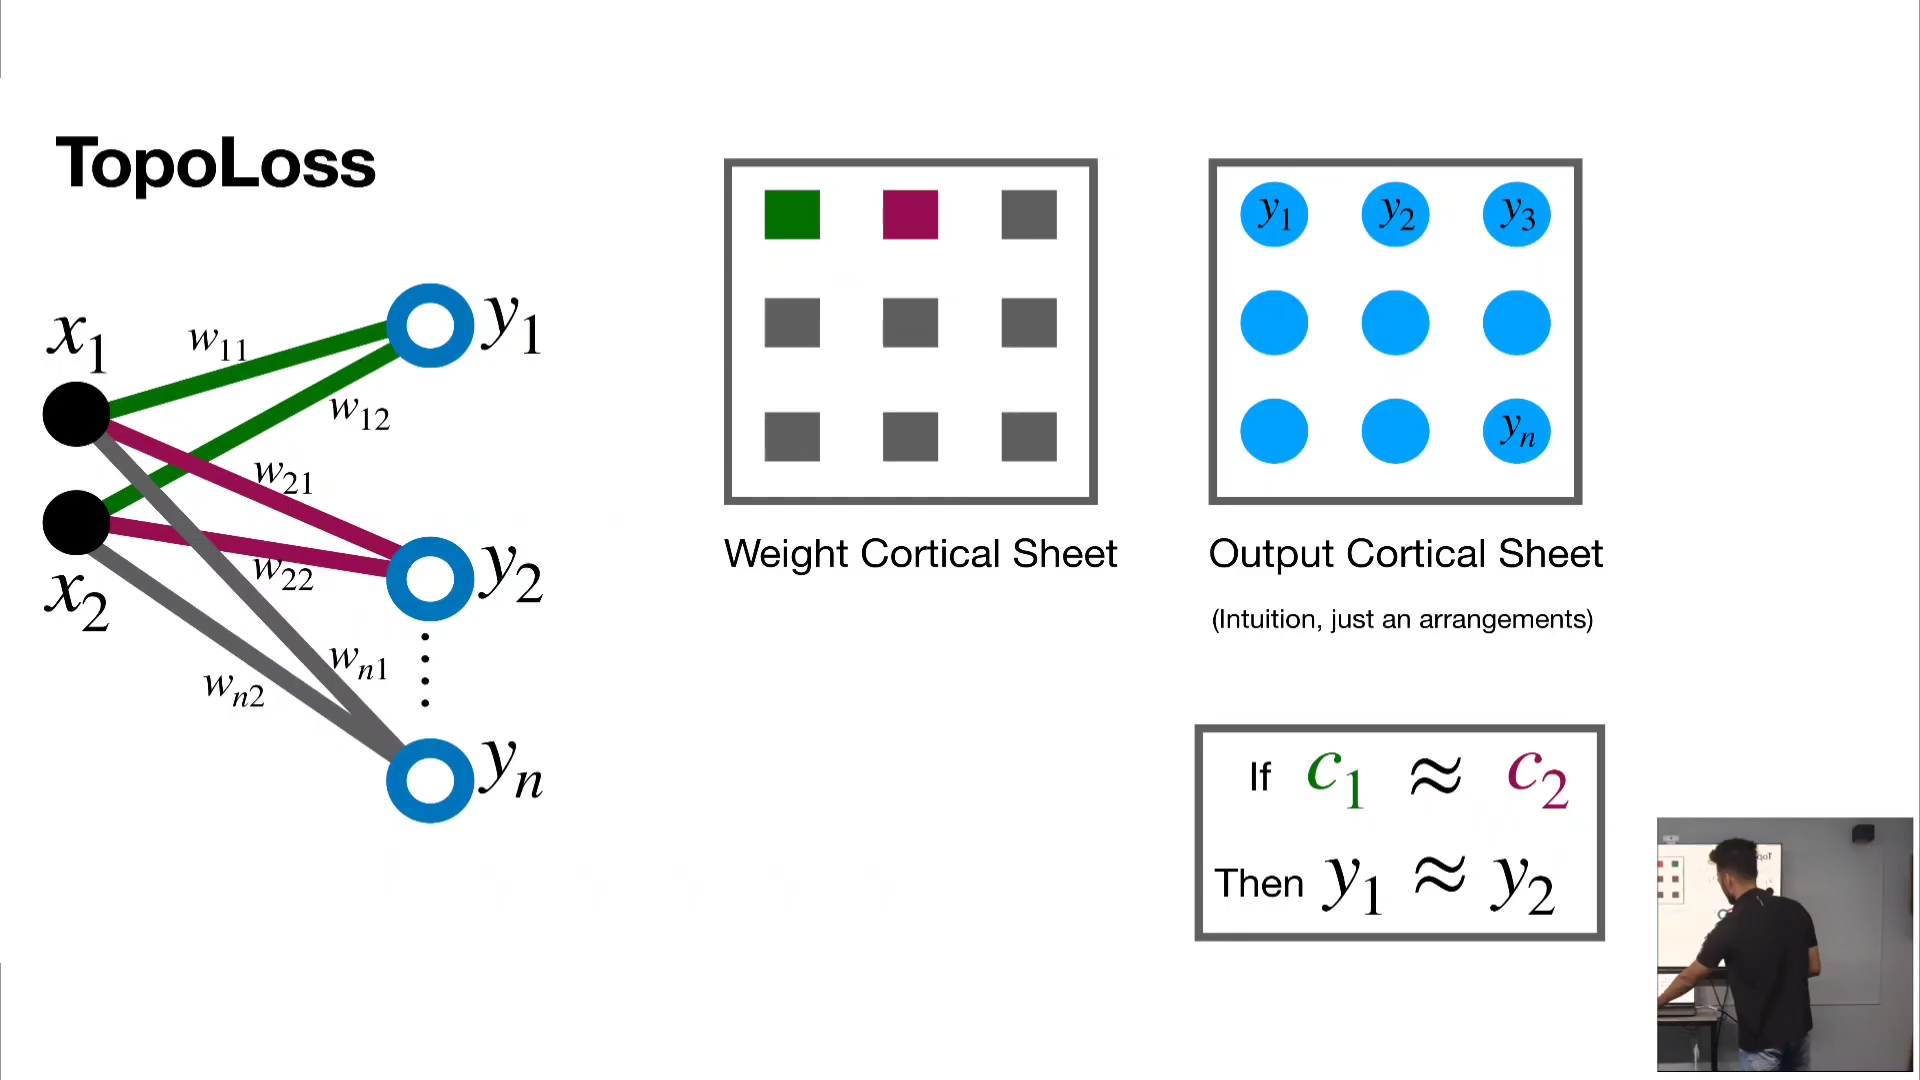 TopoLoss
x1
w11
y1
w12
w21
w22
x2
y2
wn1
wn2
yn
y1 y2 y3
yn
Weight Cortical Sheet
Output Cortical Sheet
(Intuition, just an arrangements)
If c1 ≈ c2
Then y1 ≈ y2